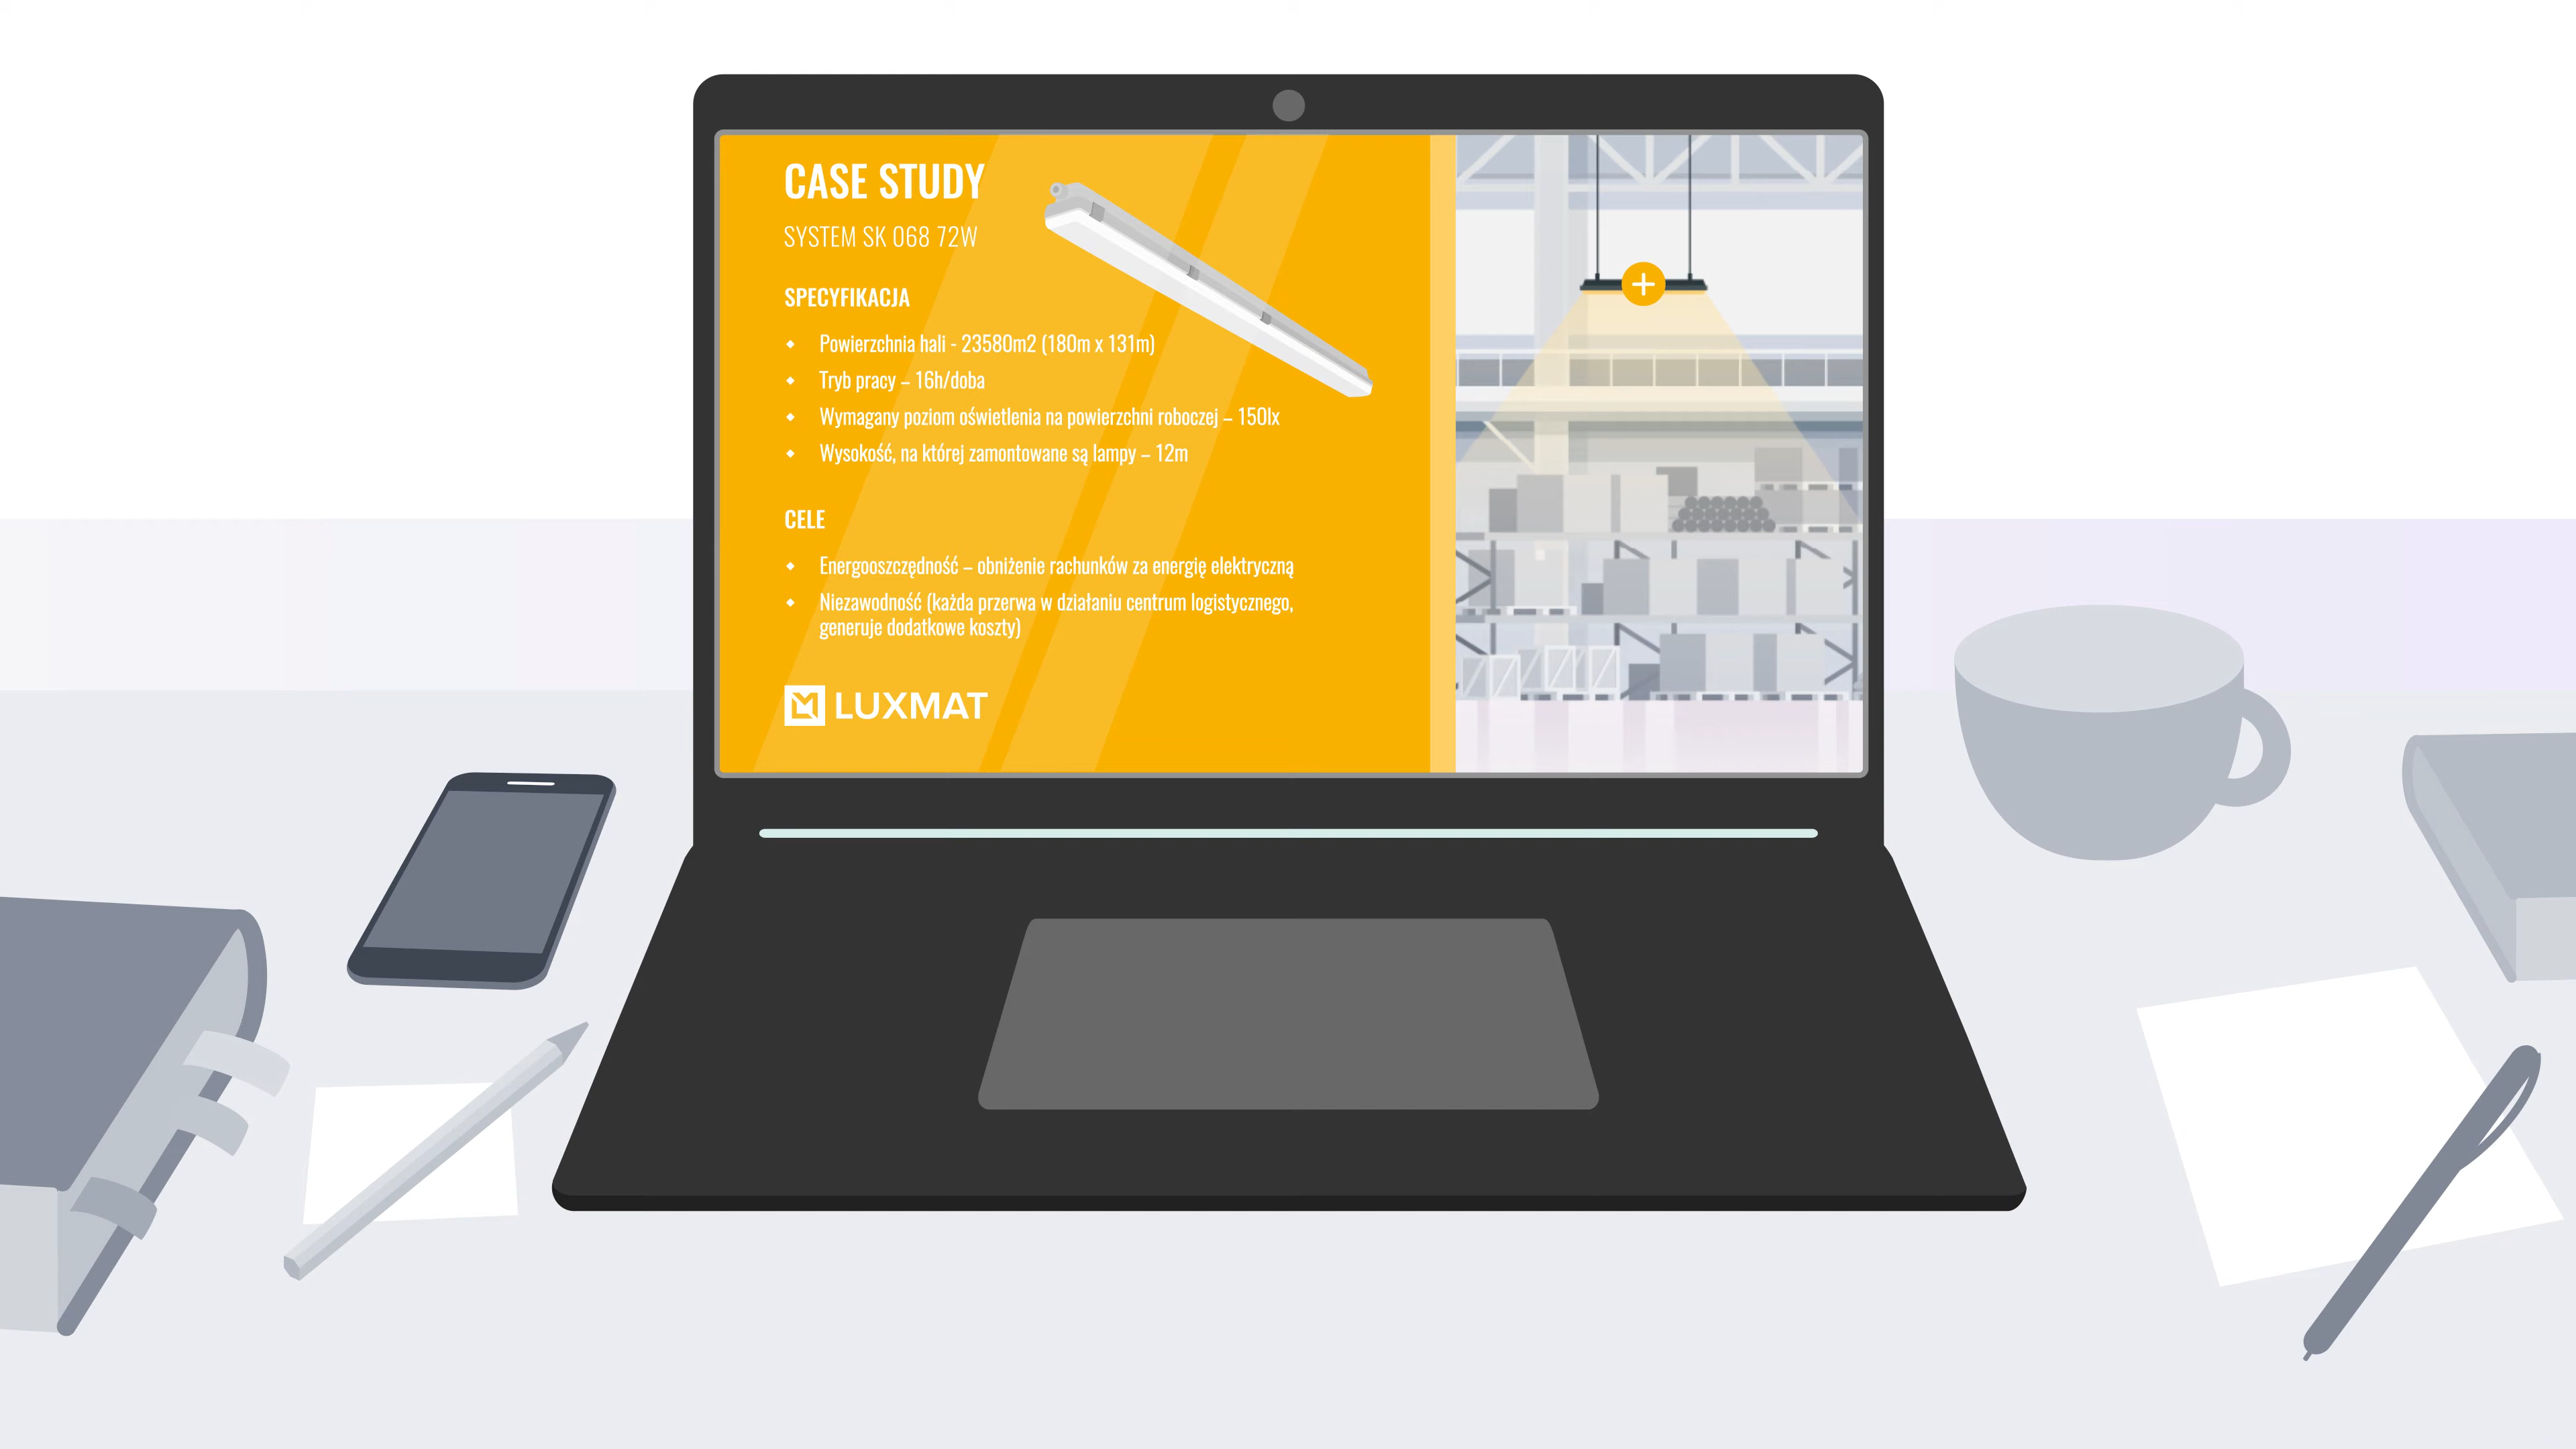 CASE STUDY
SYSTEM SK 068 72W
SPECYFIKACJA
Powierzchnia hali - 23580m2 (180m x 131m)
Tryb pracy – 16h/doba
Wymagany poziom oświetlenia na powierzchni roboczej – 150lx
Wysokość, na której zamontowane są lampy – 12m
CELE
Energooszczędność – obniżenie rachunków za energię elektryczną
Niezawodność (każda przerwa w działaniu centrum logistycznego,
generuje dodatkowe koszty)
LUXMAT